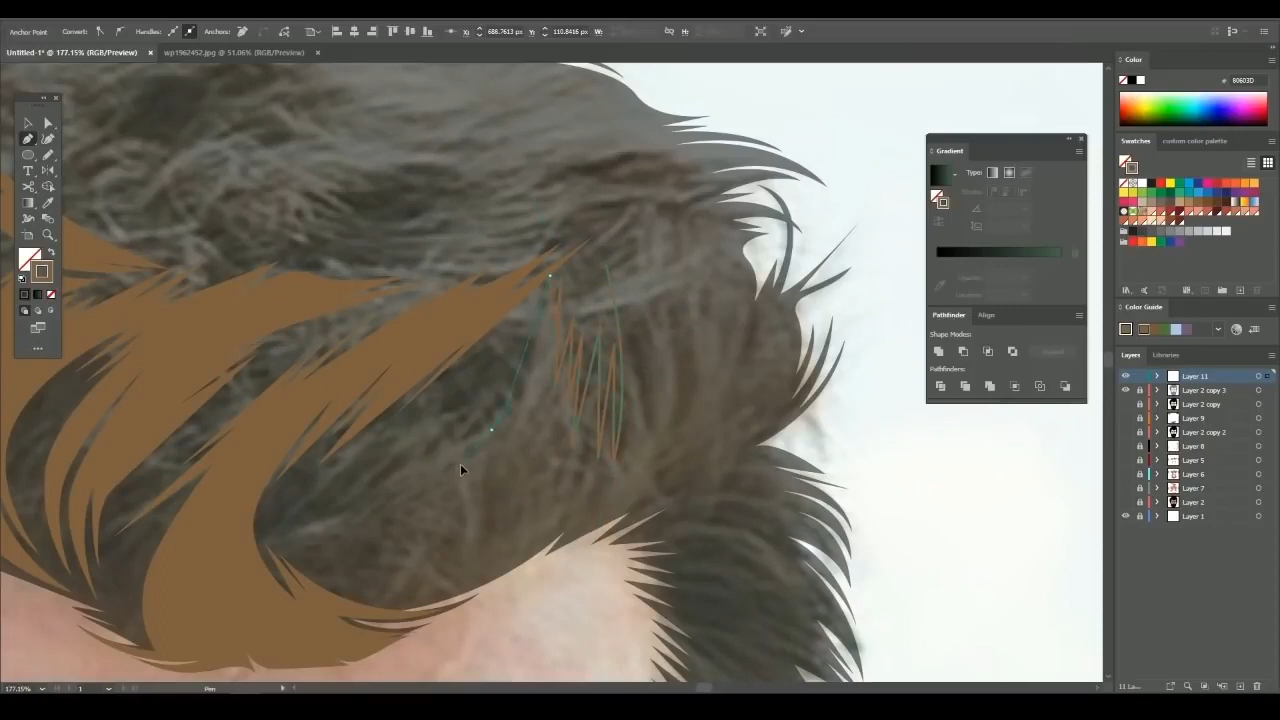 Anchor Point Convert: Handles: Anchors: X: 688.7613 px Y: 110.8416 px W: H:
Untitled-1* @ 177.15% (RGB/Preview) × wp1962452.jpg @ 51.06% (RGB/Preview) ×
Color
# 80603D
Swatches custom color palette
Gradient
Type:
Pathfinder Align
Shape Modes:
Pathfinders:
Color Guide
Layers Libraries
Layer 11
Layer 2 copy 3
Layer 2 copy
Layer 9
Layer 2 copy 2
Layer 8
Layer 5
Layer 6
Layer 7
Layer 2
Layer 1
177.15% 1 Pen
11 La...